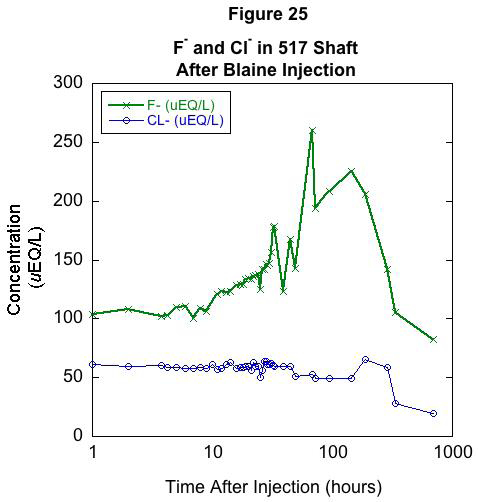 Figure 25
F- and Cl- in 517 Shaft
After Blaine Injection
300
F- (uEQ/L)
CL- (uEQ/L)
250
200
150
100
50
0
Concentration
(uEQ/L)
1
10
100
1000
Time After Injection (hours)